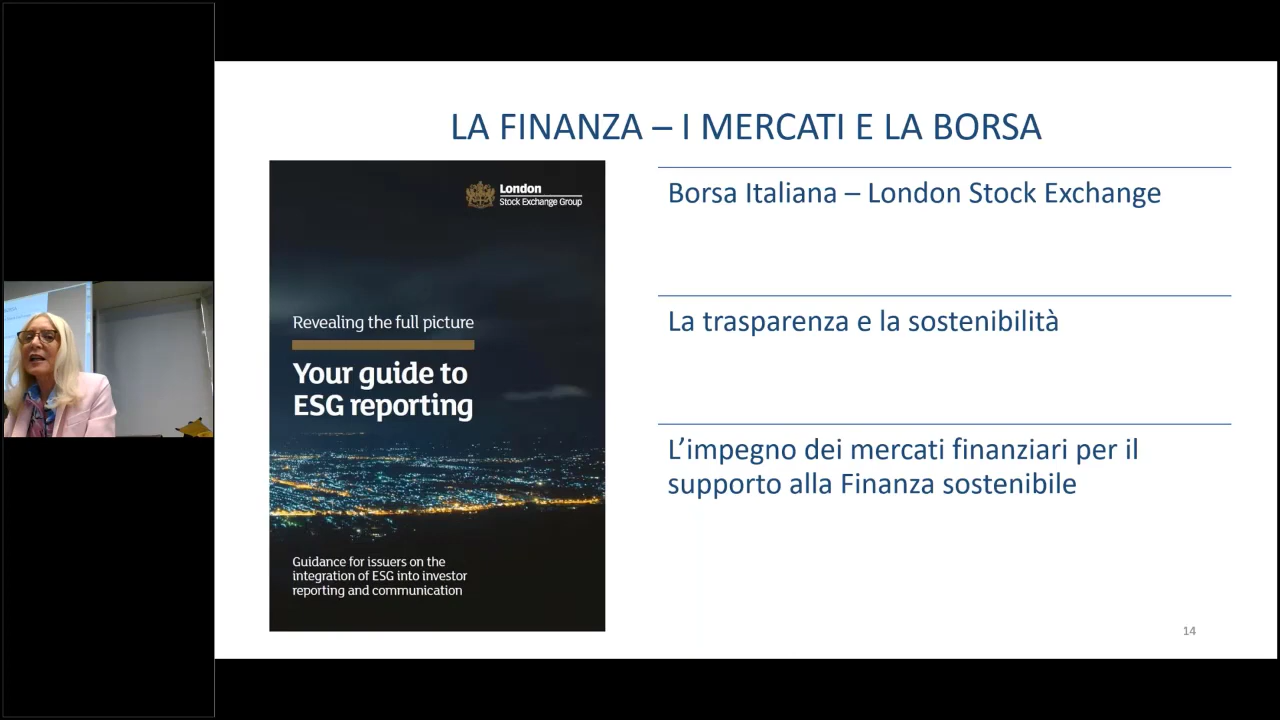 LA FINANZA – I MERCATI E LA BORSA
London
Stock Exchange Group
Revealing the full picture
Your guide to
ESG reporting
Guidance for issuers on the
integration of ESG into investor
reporting and communication
Borsa Italiana – London Stock Exchange
La trasparenza e la sostenibilità
L’impegno dei mercati finanziari per il
supporto alla Finanza sostenibile
14